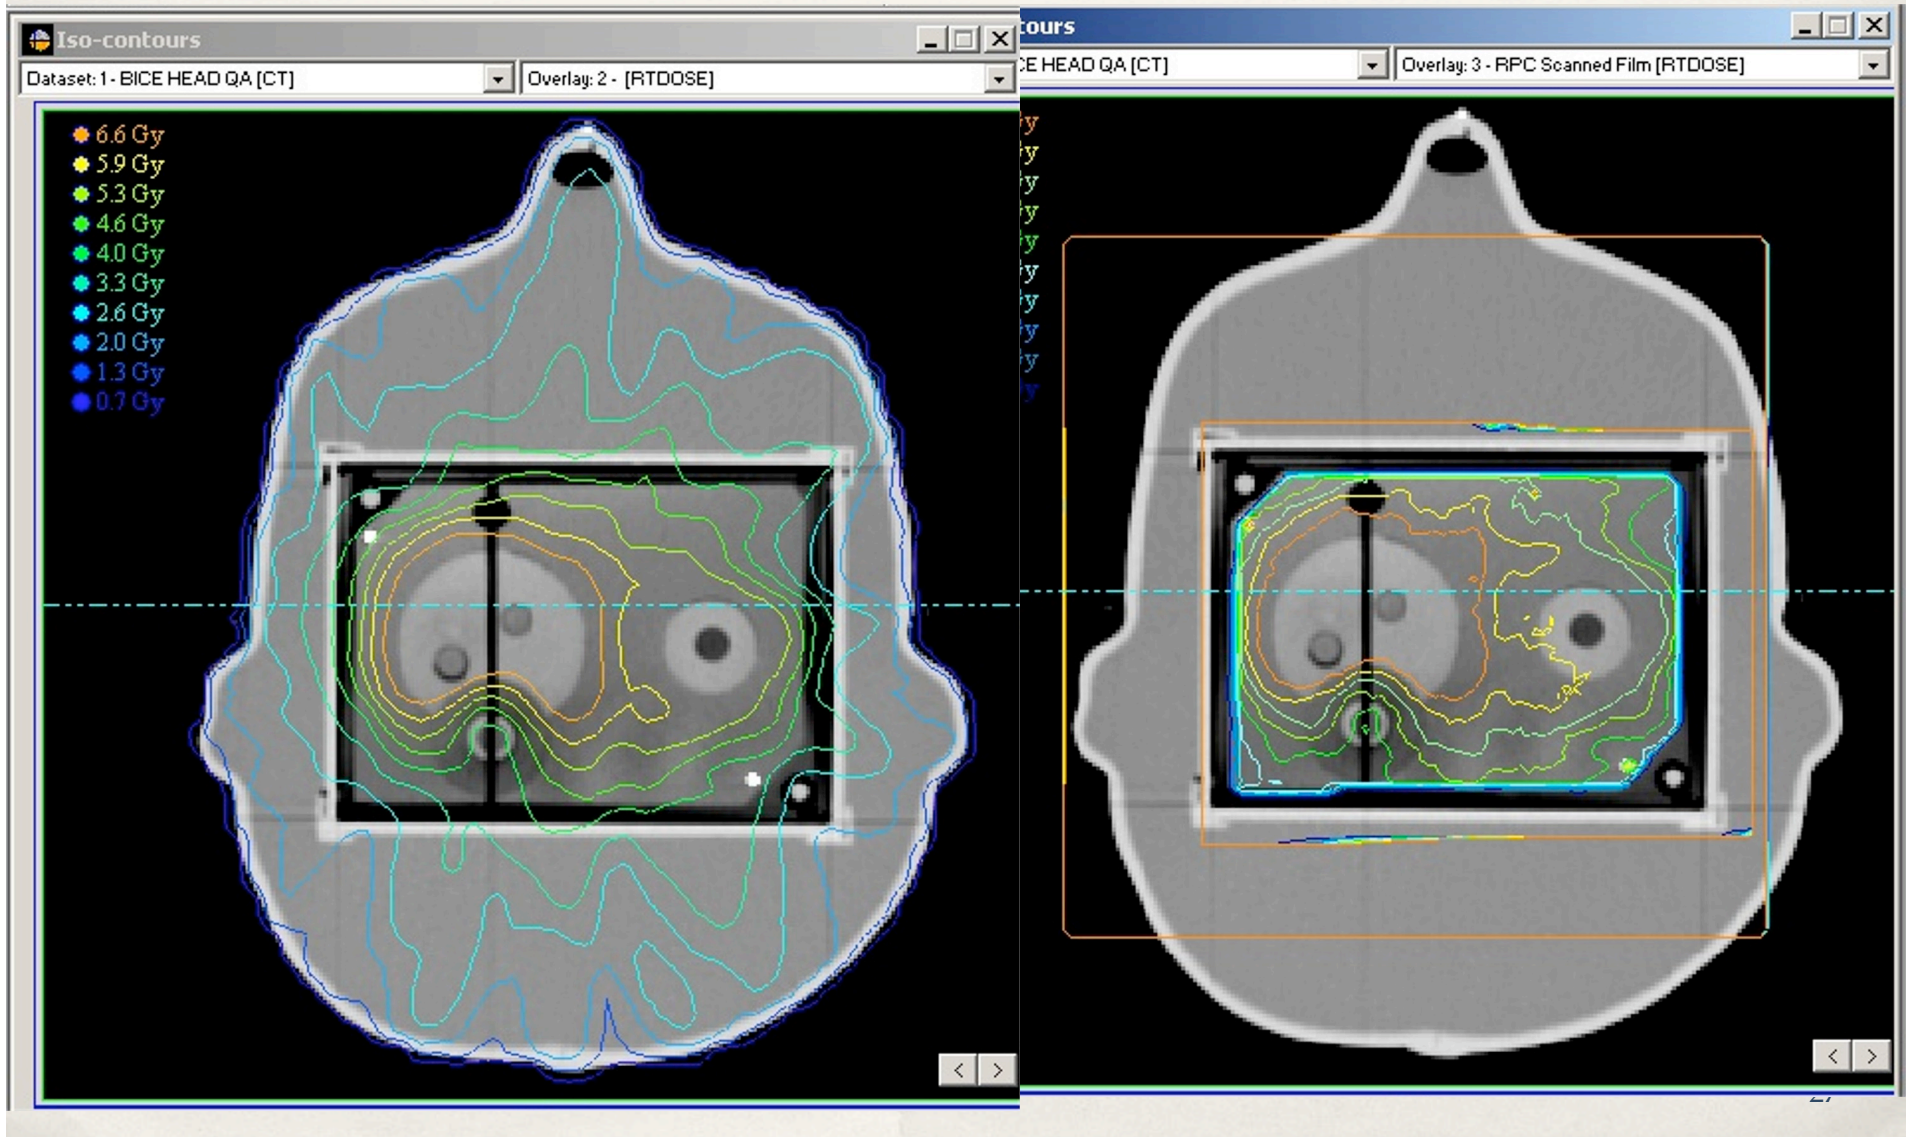 Iso-contours
Dataset: 1 - BICE HEAD QA [CT]
Overlay: 2 - [RTDOSE]
6.6 Gy
5.9 Gy
5.3 Gy
4.6 Gy
4.0 Gy
3.3 Gy
2.6 Gy
2.0 Gy
1.3 Gy
0.7 Gy
<
>
tours
CE HEAD QA [CT]
Overlay: 3 - RPC Scanned Film [RTDOSE]
y
y
y
y
y
y
y
y
y
y
<
>